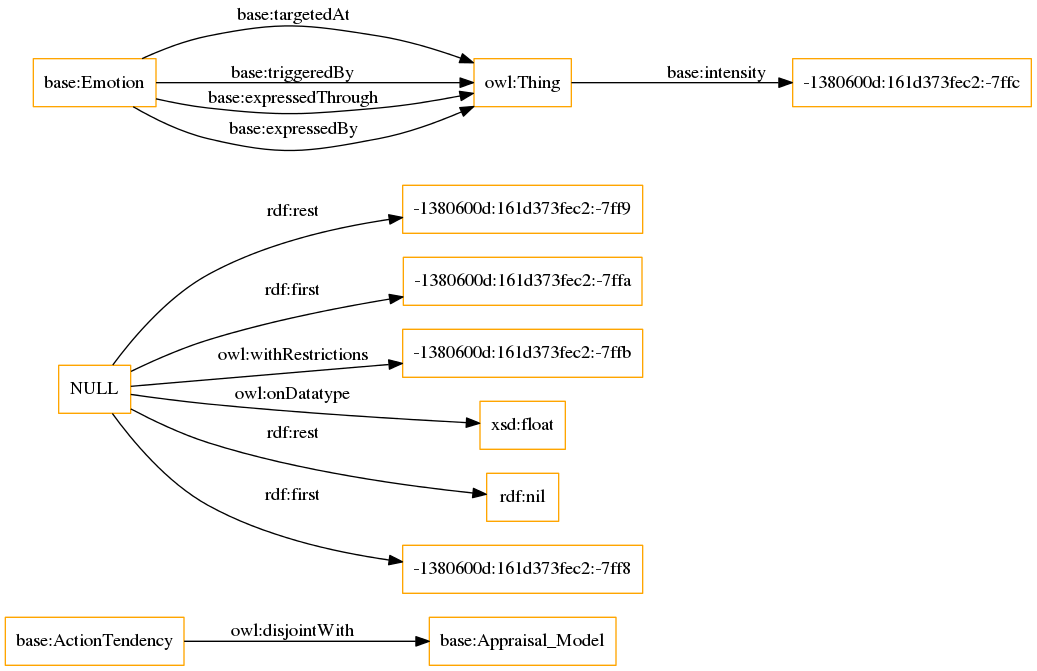 base:targetedAt
base:Emotion
base:triggeredBy
base:expressedThrough
base:expressedBy
owl:Thing
base:intensity
-1380600d:161d373fec2:-7ffc
rdf:rest
-1380600d:161d373fec2:-7ff9
rdf:first
-1380600d:161d373fec2:-7ffa
owl:withRestrictions
-1380600d:161d373fec2:-7ffb
NULL
owl:onDatatype
xsd:float
rdf:rest
rdf:nil
rdf:first
-1380600d:161d373fec2:-7ff8
base:ActionTendency
owl:disjointWith
base:Appraisal_Model